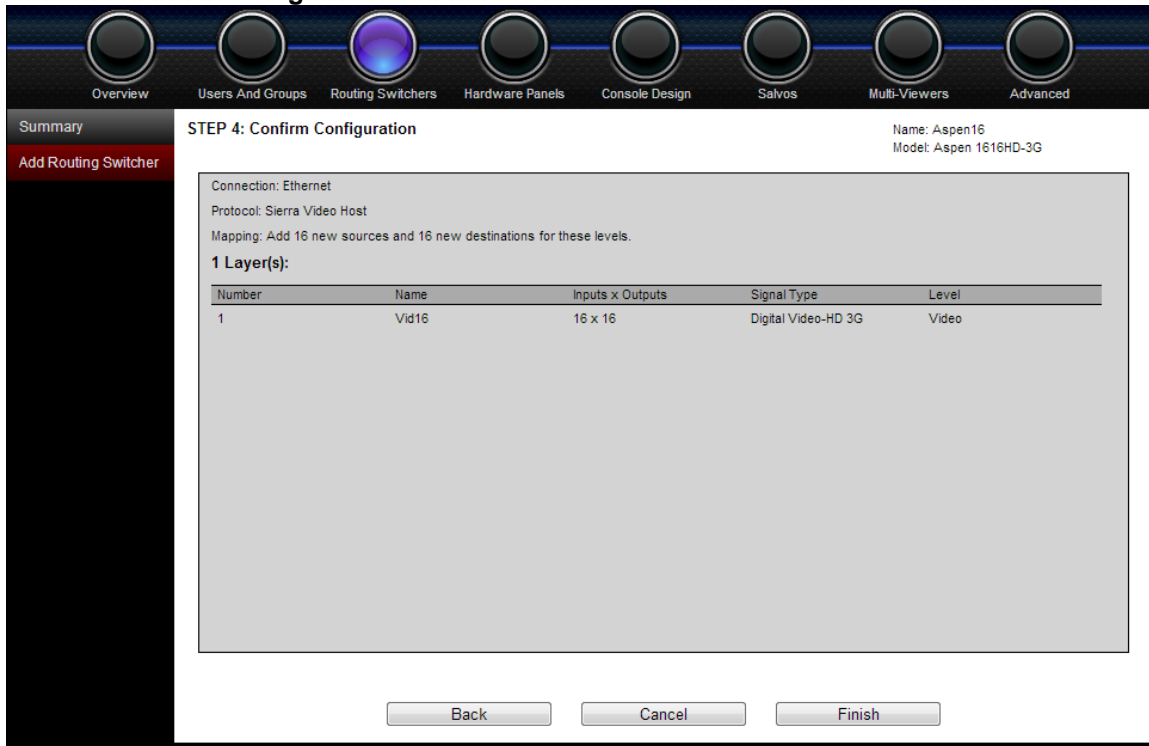 Overview Users And Groups Routing Switchers Hardware Panels Console Design Salvos Multi-Viewers Advanced
Summary
Add Routing Switcher
STEP 4: Confirm Configuration
Name: Aspen16
Model: Aspen 1616HD-3G
Connection: Ethernet
Protocol: Sierra Video Host
Mapping: Add 16 new sources and 16 new destinations for these levels.
1 Layer(s):
Number Name Inputs x Outputs Signal Type Level
1 Vid16 16 x 16 Digital Video-HD 3G Video
Back Cancel Finish